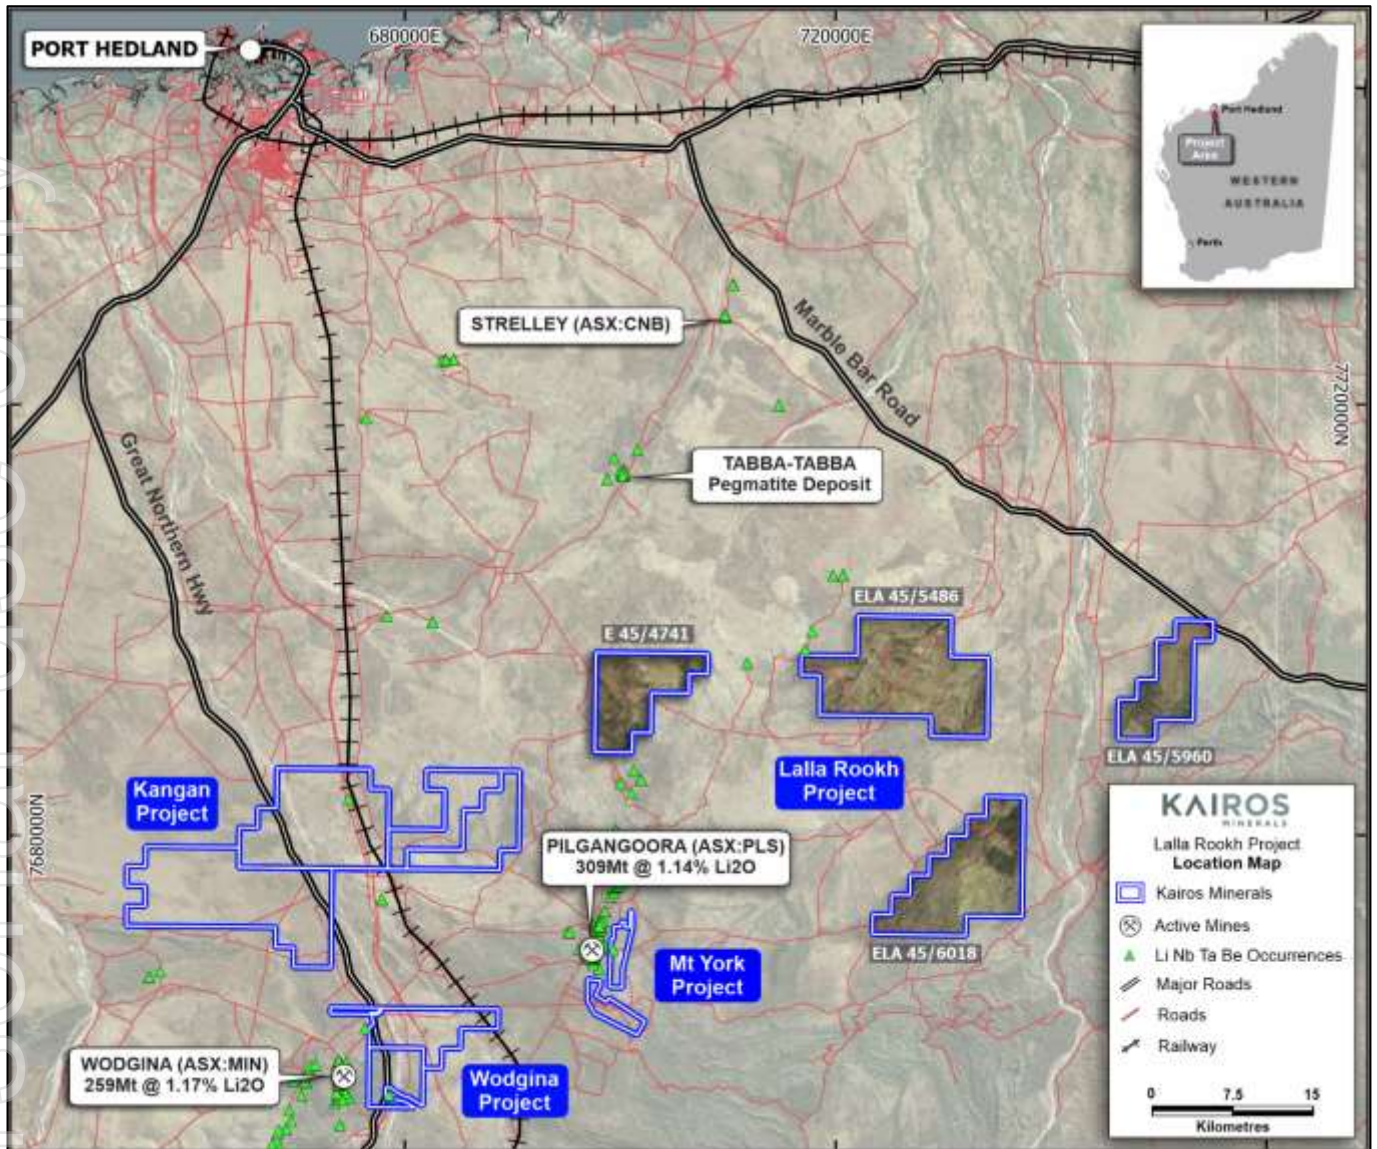 PORT HEDLAND
680000E
720000E
Port Hedland
Project
Area
WESTERN
AUSTRALIA
Perth
STRELLEY (ASX:CNB)
Marble Bar Road
7720000N
Great Northern Hwy
TABBA-TABBA
Pegmatite Deposit
ELA 45/5486
E 45/4741
ELA 45/5960
Kangan
Project
Lalla Rookh
Project
7680000N
PILGANGOORA (ASX:PLS)
309Mt @ 1.14% Li2O
ELA 45/6018
Mt York
Project
WODGINA (ASX:MIN)
259Mt @ 1.17% Li2O
Wodgina
Project
KAIROS
MINERALS
Lalla Rookh Project
Location Map
Kairos Minerals
Active Mines
Li Nb Ta Be Occurrences
Major Roads
Roads
Railway
0 7.5 15
Kilometres